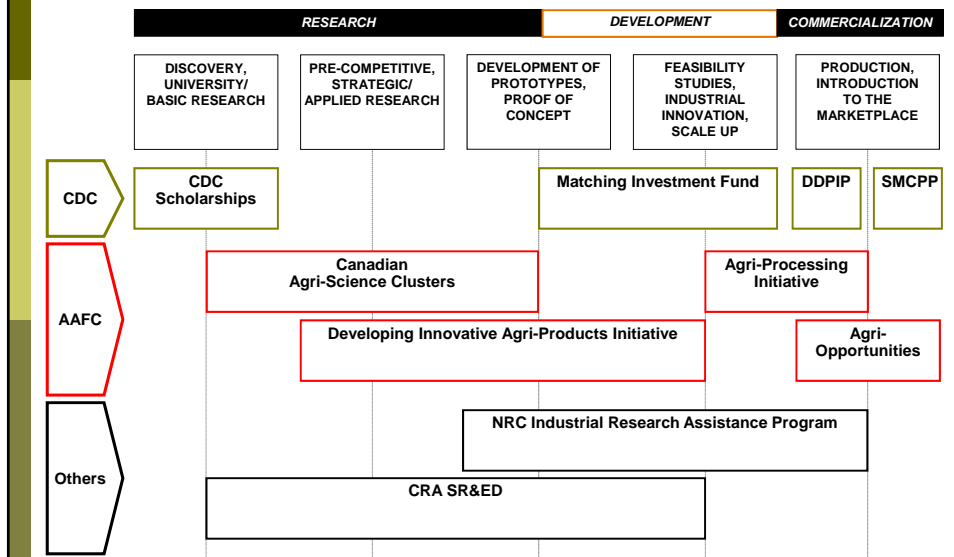 RESEARCH
DEVELOPMENT
COMMERCIALIZATION
DISCOVERY,
UNIVERSITY/
BASIC RESEARCH
PRE-COMPETITIVE,
STRATEGIC/
APPLIED RESEARCH
DEVELOPMENT OF
PROTOTYPES,
PROOF OF
CONCEPT
FEASIBILITY
STUDIES,
INDUSTRIAL
INNOVATION,
SCALE UP
PRODUCTION,
INTRODUCTION
TO THE
MARKETPLACE
CDC
CDC
Scholarships
Matching Investment Fund
DDPIP
SMCPP
AAFC
Canadian
Agri-Science Clusters
Agri-Processing
Initiative
Developing Innovative Agri-Products Initiative
Agri-
Opportunities
Others
NRC Industrial Research Assistance Program
CRA SR&ED